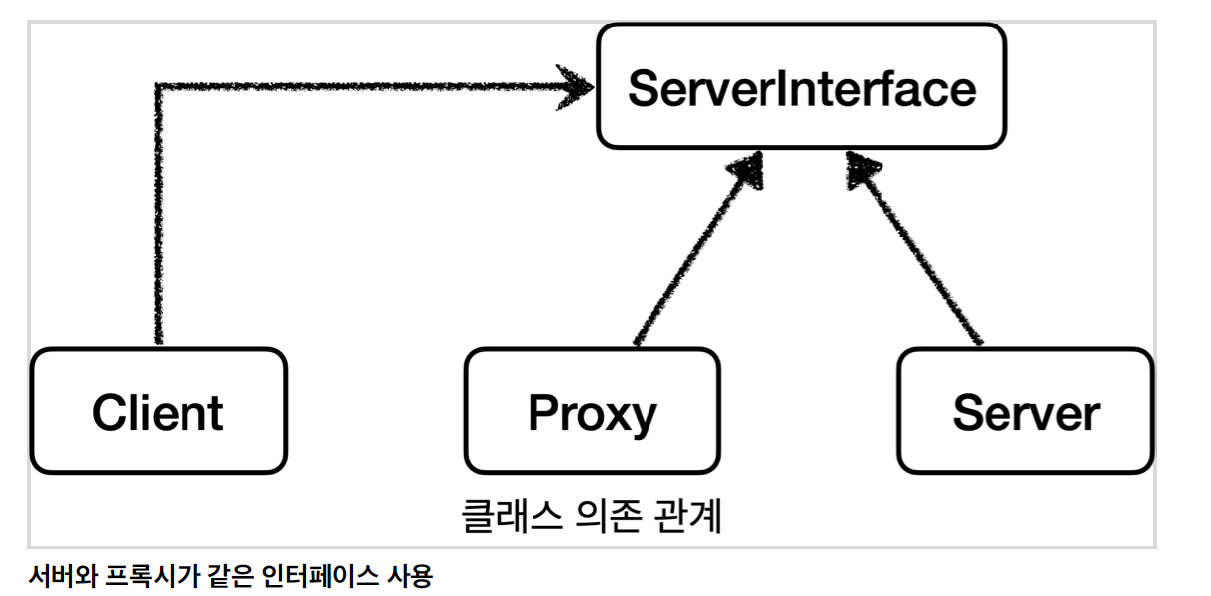 ServerInterface
Client
Proxy
Server
클래스 의존 관계
서버와 프록시가 같은 인터페이스 사용